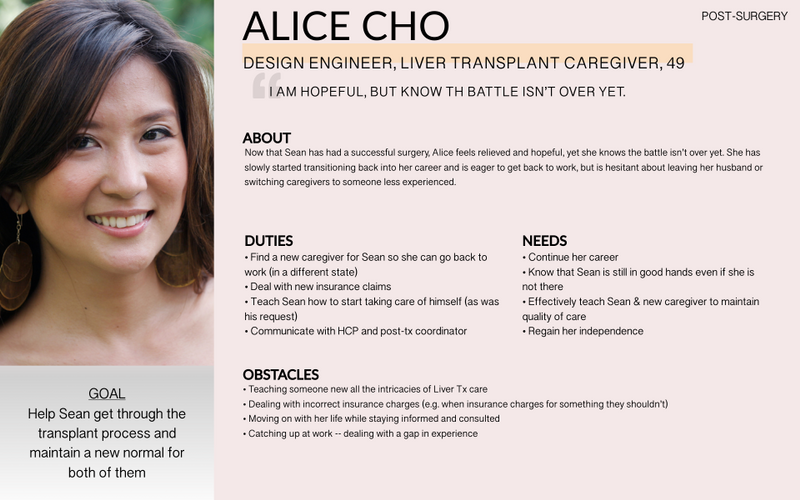 ALICE CHO
POST-SURGERY
DESIGN ENGINEER, LIVER TRANSPLANT CAREGIVER, 49
“
I AM HOPEFUL, BUT KNOW TH BATTLE ISN'T OVER YET.
ABOUT
Now that Sean has had a successful surgery, Alice feels relieved and hopeful, yet she knows the battle isn't over yet. She has
slowly started transitioning back into her career and is eager to get back to work, but is hesitant about leaving her husband or
switching caregivers to someone less experienced.
DUTIES
• Find a new caregiver for Sean so she can go back to
work (in a different state)
• Deal with new insurance claims
• Teach Sean how to start taking care of himself (as was
his request)
• Communicate with HCP and post-tx coordinator
NEEDS
• Continue her career
• Know that Sean is still in good hands even if she is
not there
• Effectively teach Sean & new caregiver to maintain
quality of care
• Regain her independence
OBSTACLES
• Teaching someone new all the intricacies of Liver Tx care
• Dealing with incorrect insurance charges (e.g. when insurance charges for something they shouldn't)
• Moving on with her life while staying informed and consulted
• Catching up at work -- dealing with a gap in experience
GOAL
Help Sean get through the
transplant process and
maintain a new normal for
both of them